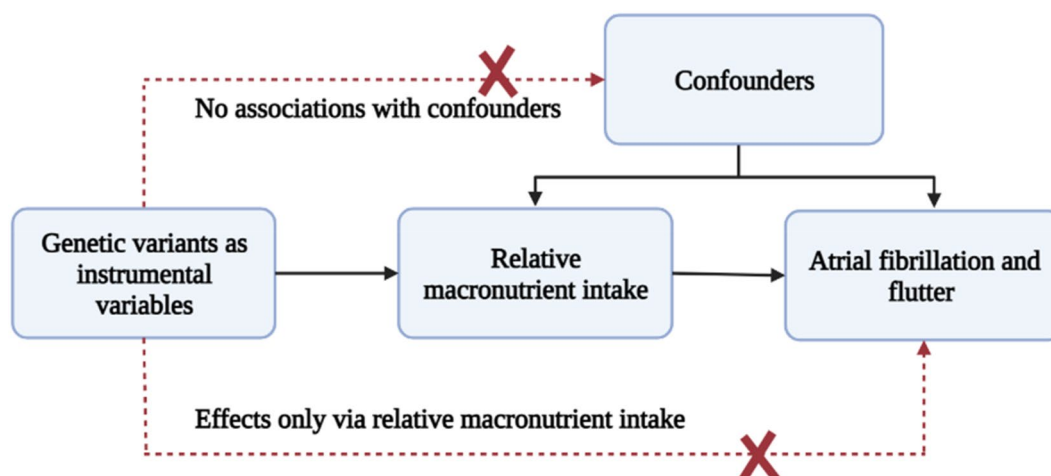 Confounders
No associations with confounders
Genetic variants as
instrumental
variables
Relative
macronutrient intake
Atrial fibrillation and
flutter
Effects only via relative macronutrient intake